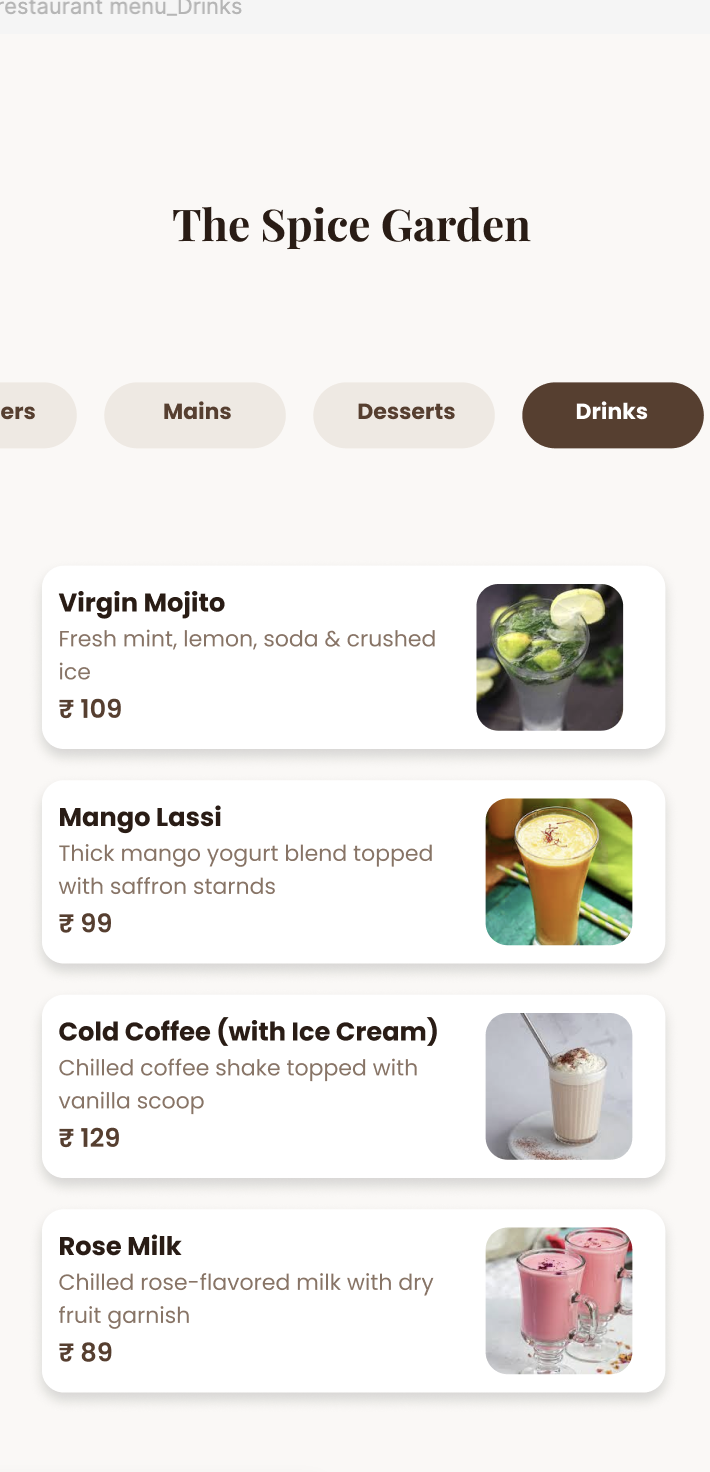 restaurant menu_Drinks
The Spice Garden
ers Mains Desserts Drinks
Virgin Mojito
Fresh mint, lemon, soda & crushed
ice
₹ 109
Mango Lassi
Thick mango yogurt blend topped
with saffron starnds
₹ 99
Cold Coffee (with Ice Cream)
Chilled coffee shake topped with
vanilla scoop
₹ 129
Rose Milk
Chilled rose-flavored milk with dry
fruit garnish
₹ 89